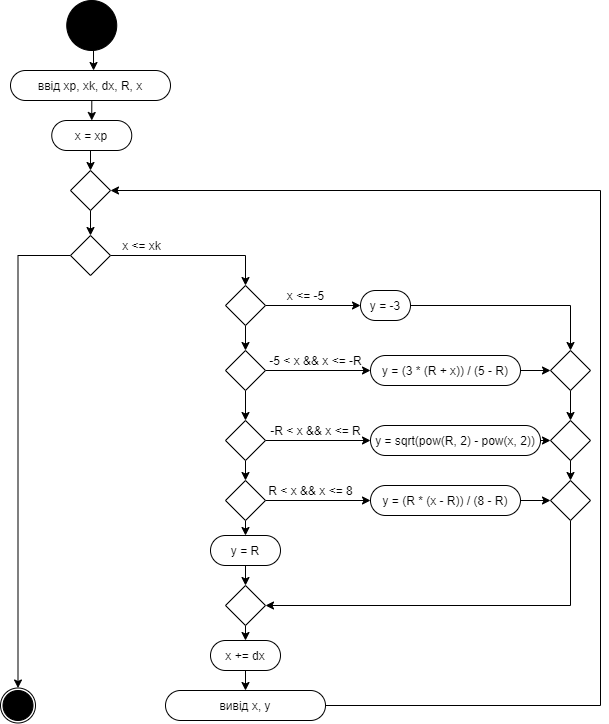 ввід xp, xk, dx, R, x
x = xp
x <= xk
x <= -5
y = -3
-5 < x && x <= -R
y = (3 * (R + x)) / (5 - R)
-R < x && x <= R
y = sqrt(pow(R, 2) - pow(x, 2))
R < x && x <= 8
y = (R * (x - R)) / (8 - R)
y = R
x += dx
вивід x, y